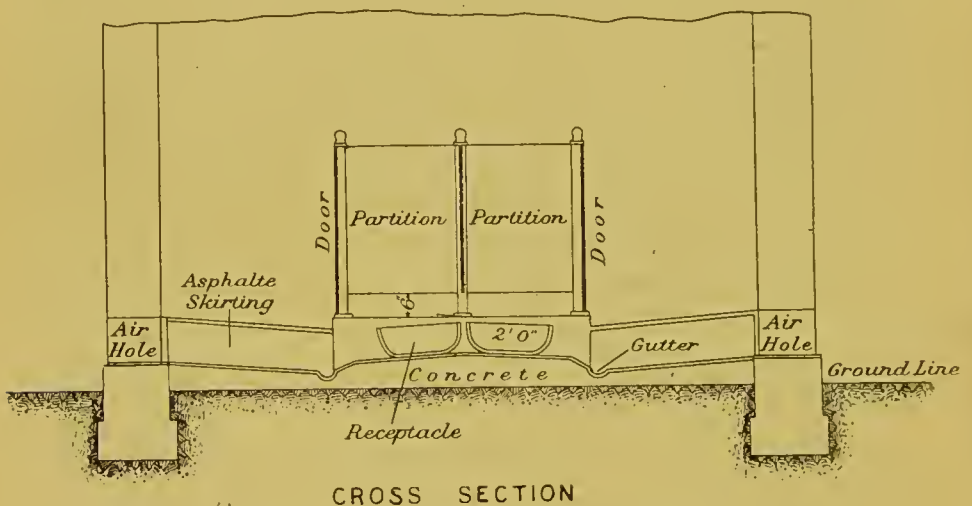 Door
Partition
Partition
Door
6"
Asphalte
Skirting
Air
Hole
2' 0"
Air
Hole
Gutter
Concrete
Ground Line
Receptacle
CROSS SECTION